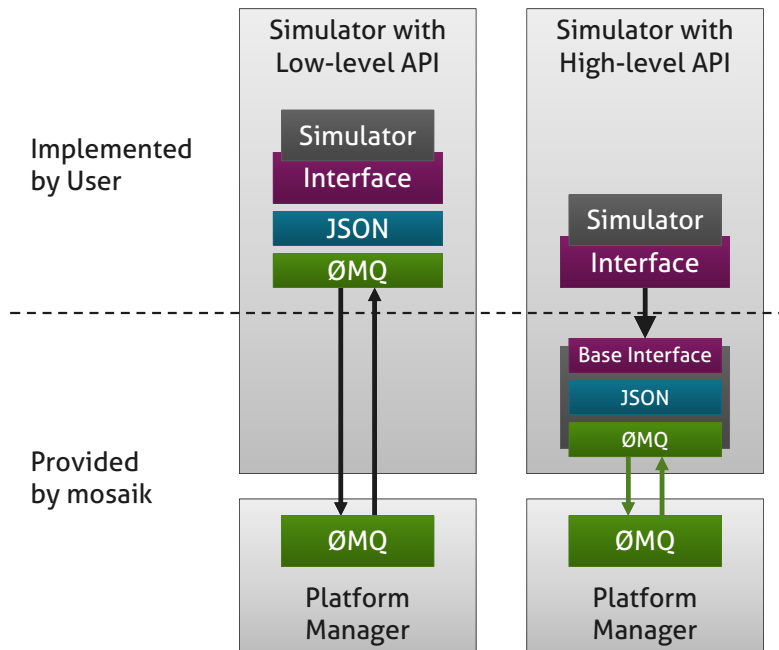 Simulator with
Low-level API
Simulator with
High-level API
Implemented
by User
Simulator
Interface
JSON
ØMQ
Simulator
Interface
Base Interface
JSON
ØMQ
Provided
by mosaik
ØMQ
Platform
Manager
ØMQ
Platform
Manager